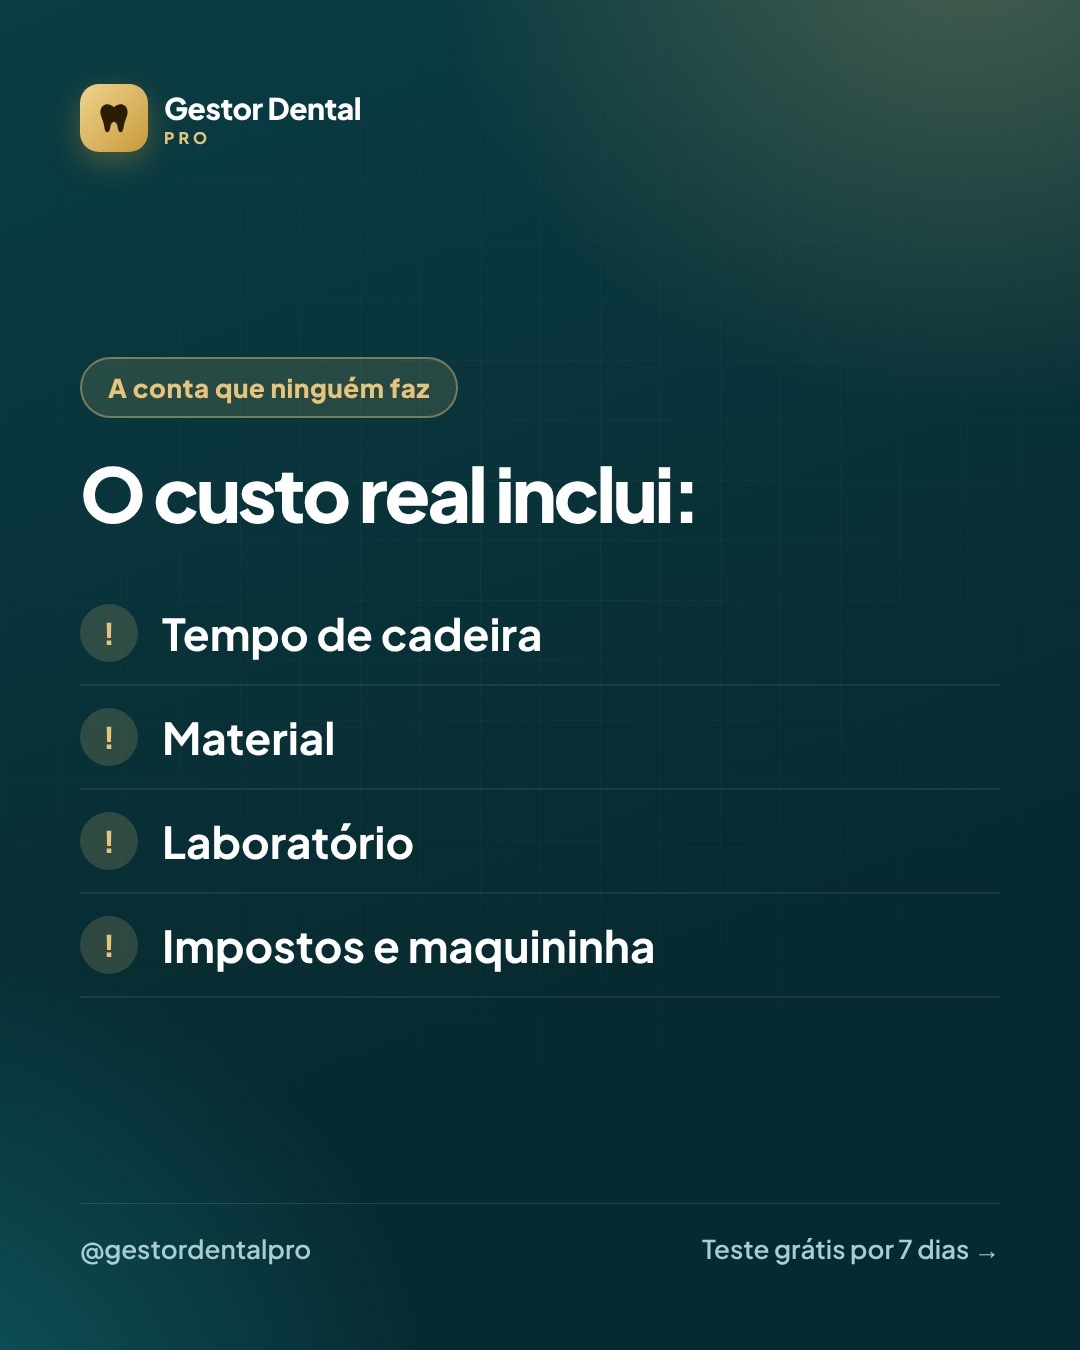 Gestor Dental
PRO
A conta que ninguém faz
O custo real inclui:
! Tempo de cadeira
! Material
! Laboratório
! Impostos e maquininha
@gestordentalpro
Teste grátis por 7 dias →